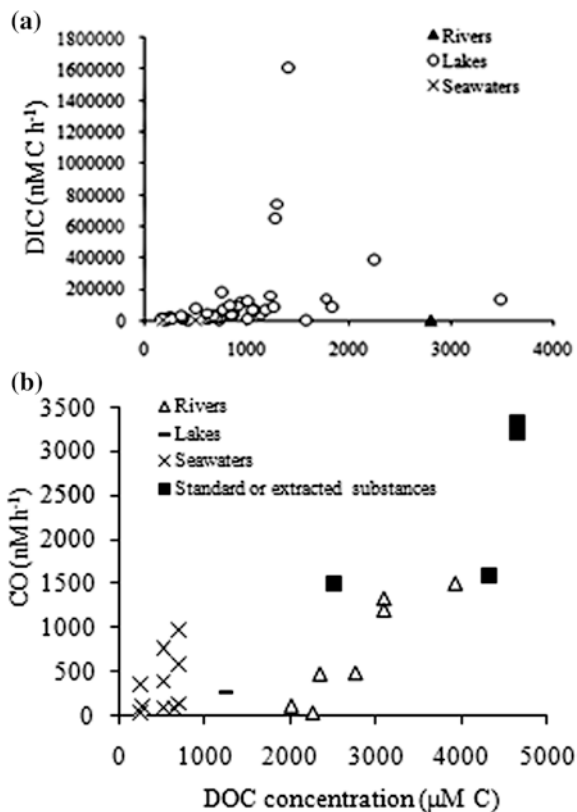 (a)
1800000
1600000
1400000
1200000
1000000
800000
600000
400000
200000
0
DIC (nM C h-1)
Rivers
Lakes
Seawaters
0 1000 2000 3000 4000
(b)
3500
3000
2500
2000
1500
1000
500
0
CO (nM h-1)
Rivers
Lakes
Seawaters
Standard or extracted substances
0 1000 2000 3000 4000 5000
DOC concentration (µM C)